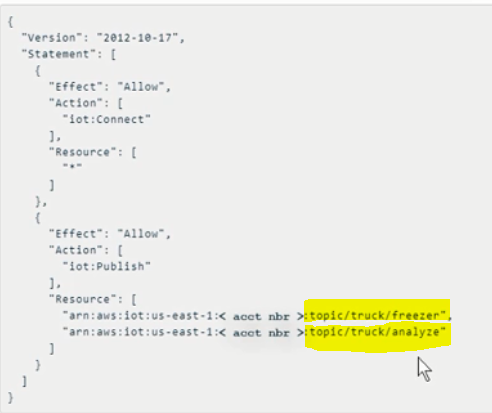 {
"Version": "2012-10-17",
"Statement": [
{
"Effect": "Allow",
"Action": [
"iot:Connect"
],
"Resource": [
"*"
]
},
{
"Effect": "Allow",
"Action": [
"iot:Publish"
],
"Resource": [
"arn:aws:iot:us-east-1:< acct nbr >:topic/truck/freezer",
"arn:aws:iot:us-east-1:< acct nbr >:topic/truck/analyze"
]
}
]
}